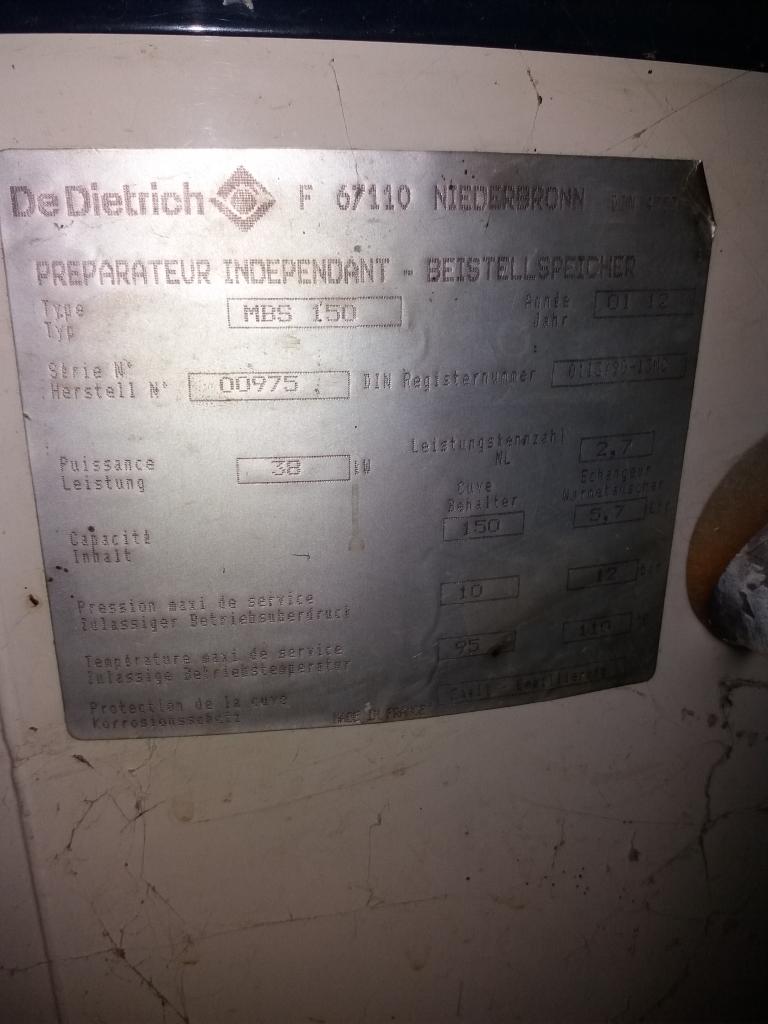 De Dietrich F 67110 NIEDERBRONN
PREPARATEUR INDEPENDANT - BEISTELLSPEICHER
Type MBS 150 Année 01 12
Typ Jahr
Série N° 00975 DIN Registernummer
Herstell N°
Puissance 38 kW Leistungskennzahl 2,7
Leistung NL
Cuve Echangeur
Behälter Wärmetauscher
Capacité 150 5,7 Ltr
Inhalt
Pression maxi de service 10 12 bar
Zulässiger Betriebsüberdruck
Température maxi de service 95 110
Zulässige Betriebstemperatur
Protection de la cuve
Korrosionsschutz MADE IN FRANCE